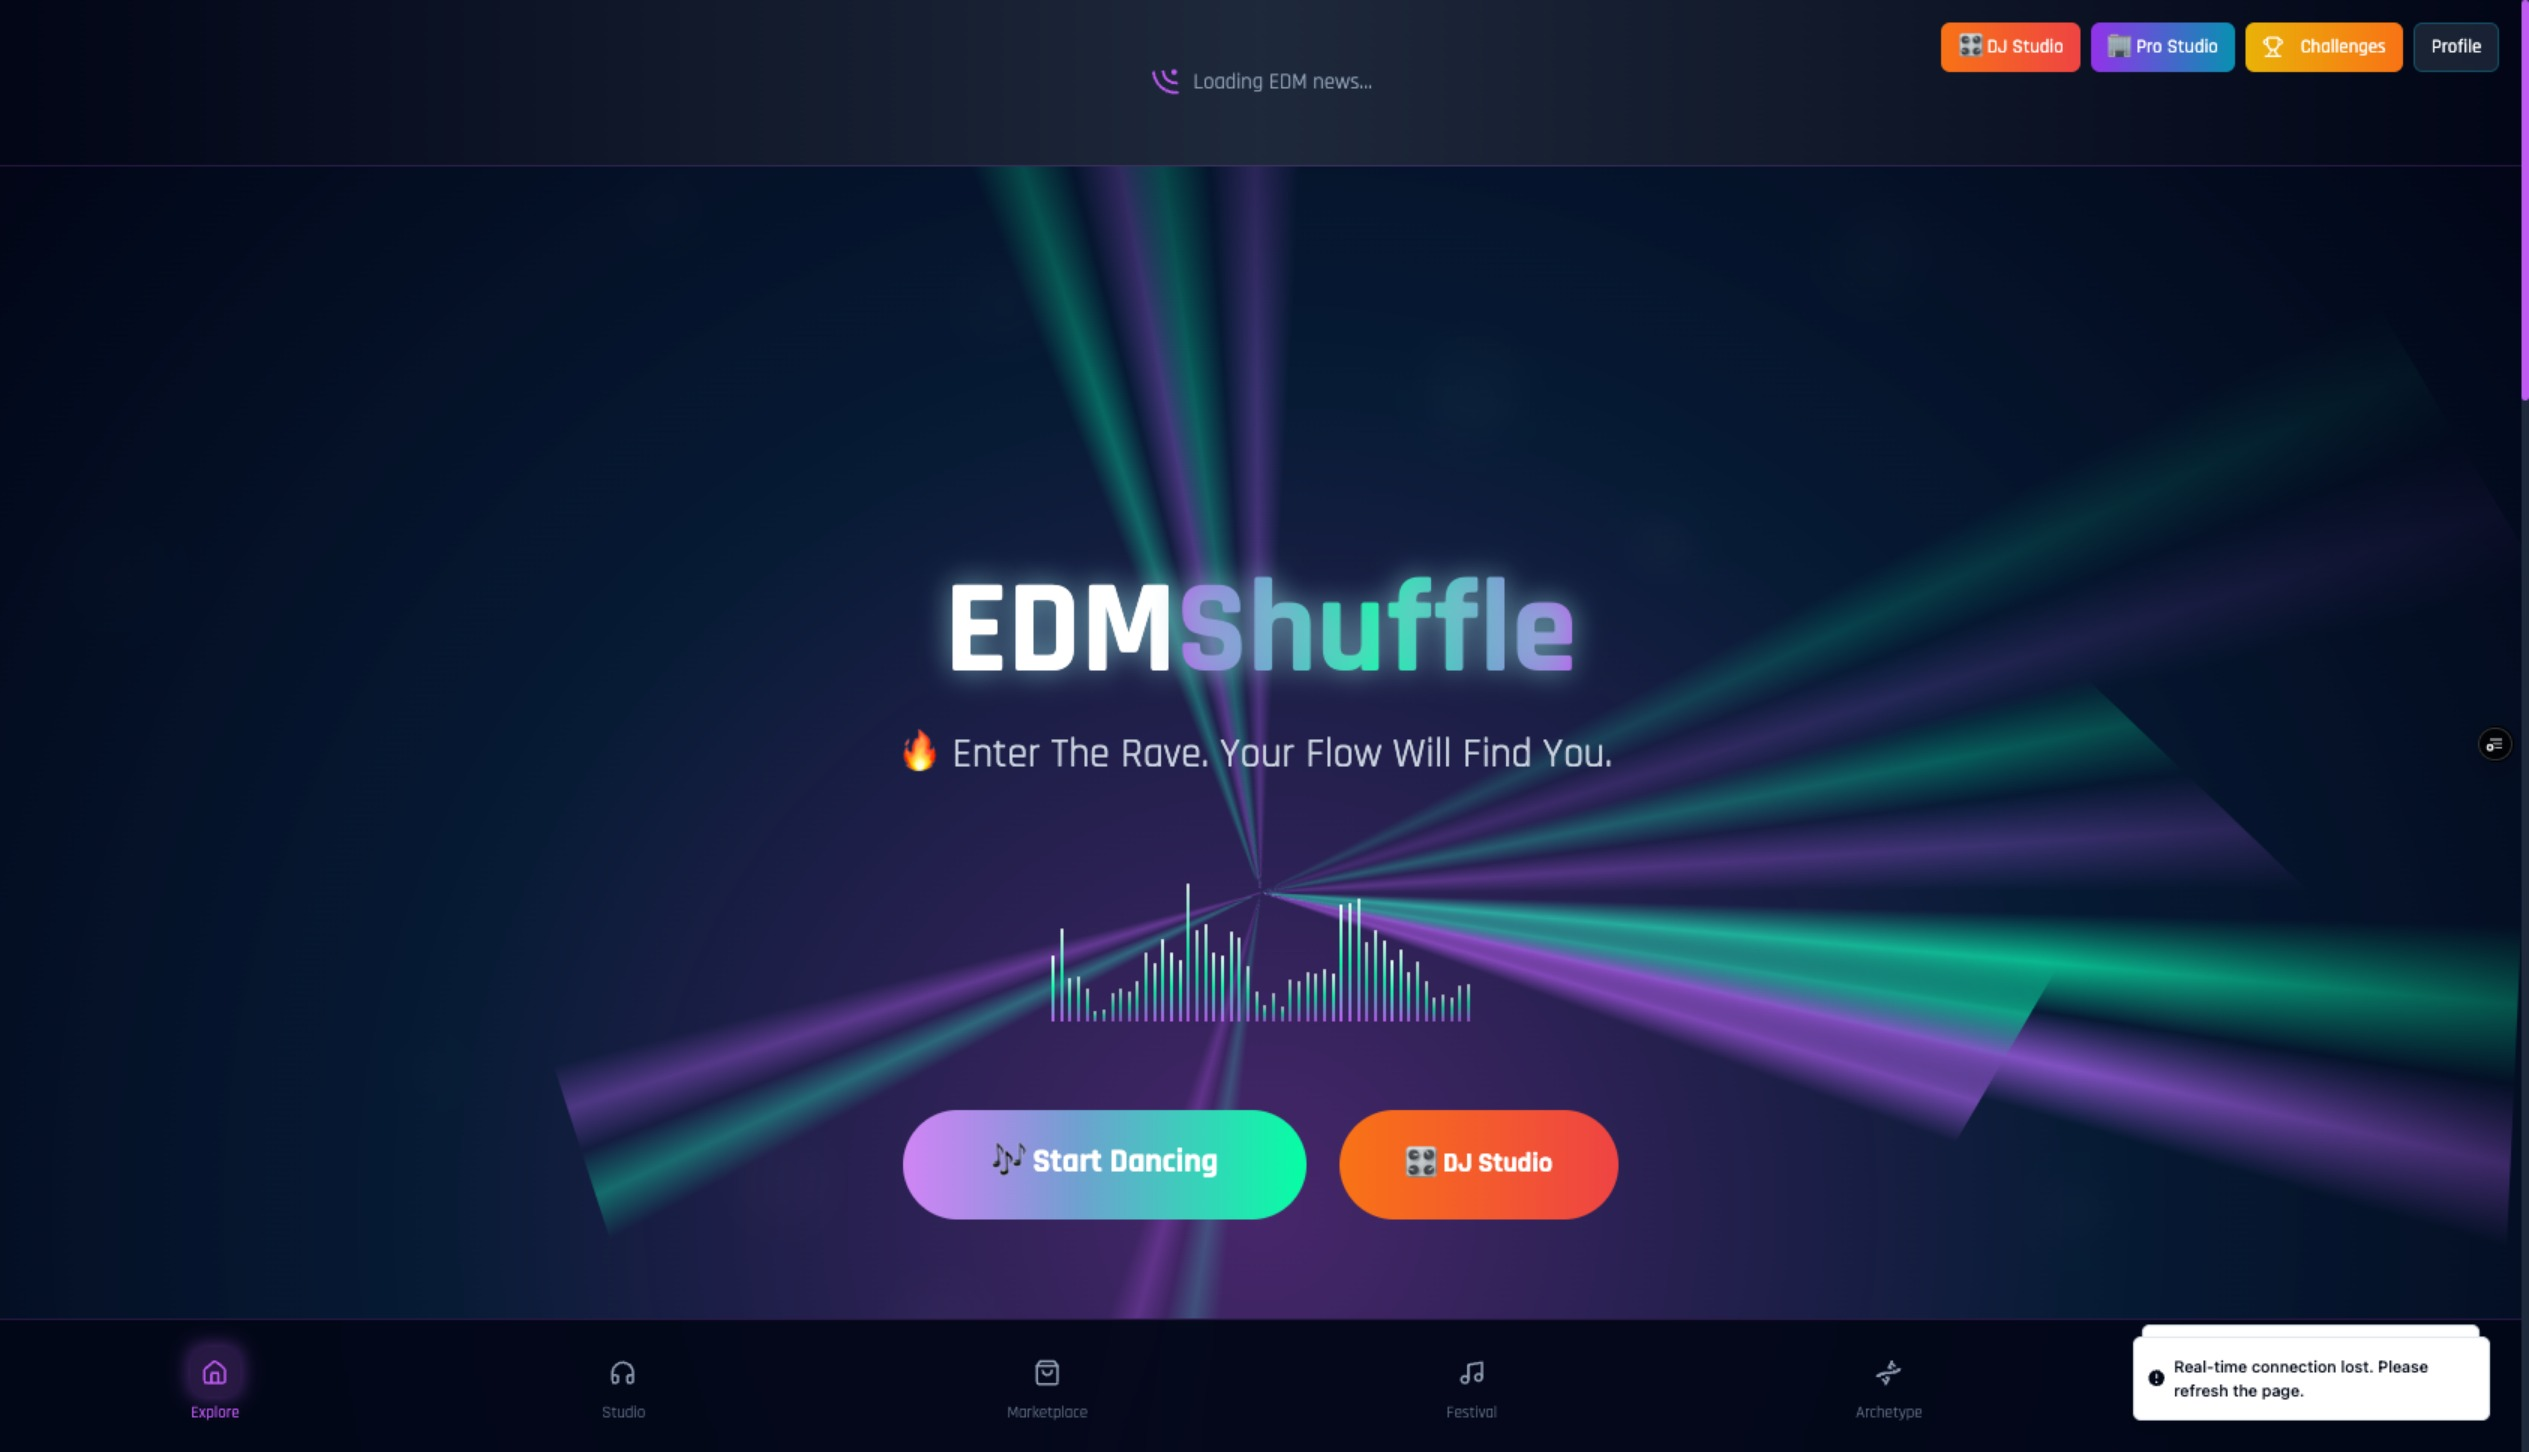 DJ Studio
Pro Studio
Challenges
Profile
Loading EDM news...
EDMShuffle
🔥 Enter The Rave. Your Flow Will Find You.
🎶 Start Dancing
🎛️ DJ Studio
Explore
Studio
Marketplace
Festival
Archetype
Real-time connection lost. Please
refresh the page.